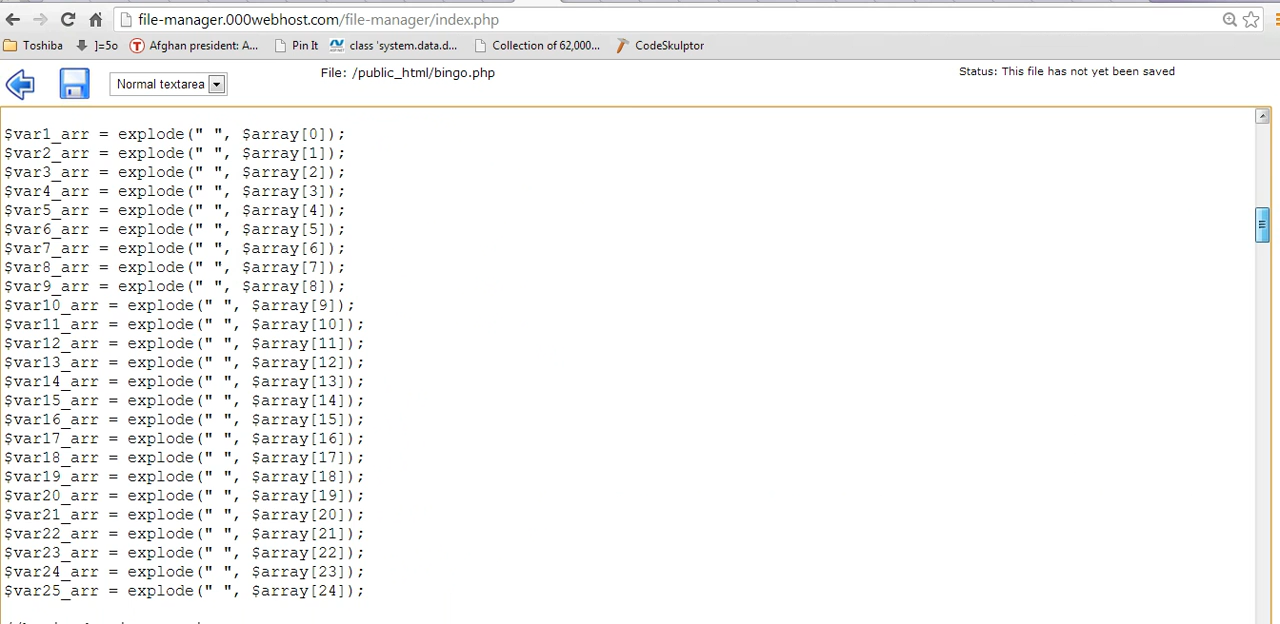 file-manager.000webhost.com/file-manager/index.php
Toshiba ]=5o Afghan president: A... Pin It class 'system.data.d... Collection of 62,000... CodeSkulptor
Normal textarea File: /public_html/bingo.php Status: This file has not yet been saved
$var1_arr = explode(" ", $array[0]);
$var2_arr = explode(" ", $array[1]);
$var3_arr = explode(" ", $array[2]);
$var4_arr = explode(" ", $array[3]);
$var5_arr = explode(" ", $array[4]);
$var6_arr = explode(" ", $array[5]);
$var7_arr = explode(" ", $array[6]);
$var8_arr = explode(" ", $array[7]);
$var9_arr = explode(" ", $array[8]);
$var10_arr = explode(" ", $array[9]);
$var11_arr = explode(" ", $array[10]);
$var12_arr = explode(" ", $array[11]);
$var13_arr = explode(" ", $array[12]);
$var14_arr = explode(" ", $array[13]);
$var15_arr = explode(" ", $array[14]);
$var16_arr = explode(" ", $array[15]);
$var17_arr = explode(" ", $array[16]);
$var18_arr = explode(" ", $array[17]);
$var19_arr = explode(" ", $array[18]);
$var20_arr = explode(" ", $array[19]);
$var21_arr = explode(" ", $array[20]);
$var22_arr = explode(" ", $array[21]);
$var23_arr = explode(" ", $array[22]);
$var24_arr = explode(" ", $array[23]);
$var25_arr = explode(" ", $array[24]);